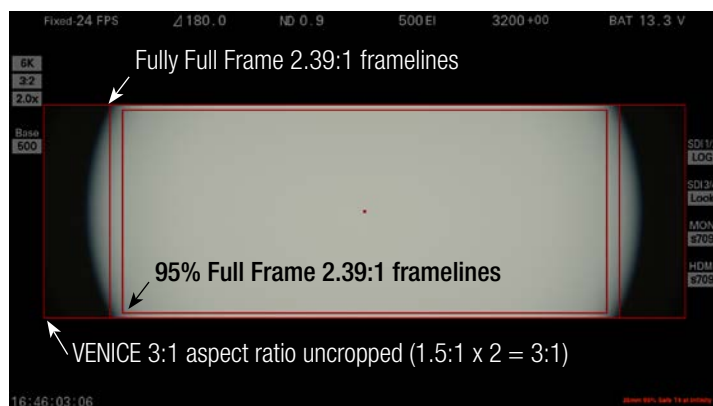 Fixed-24 FPS ⊿180.0 ND 0.9 500EI 3200+00 BAT 13.3 V
Fully Full Frame 2.39:1 framelines
6K
3:2
2.0x
Base
500
SDI1/
LOG
SDI3/
Look
MON
s709
HDM
s709
95% Full Frame 2.39:1 framelines
VENICE 3:1 aspect ratio uncropped (1.5:1 x 2 = 3:1)
16:46:03:06